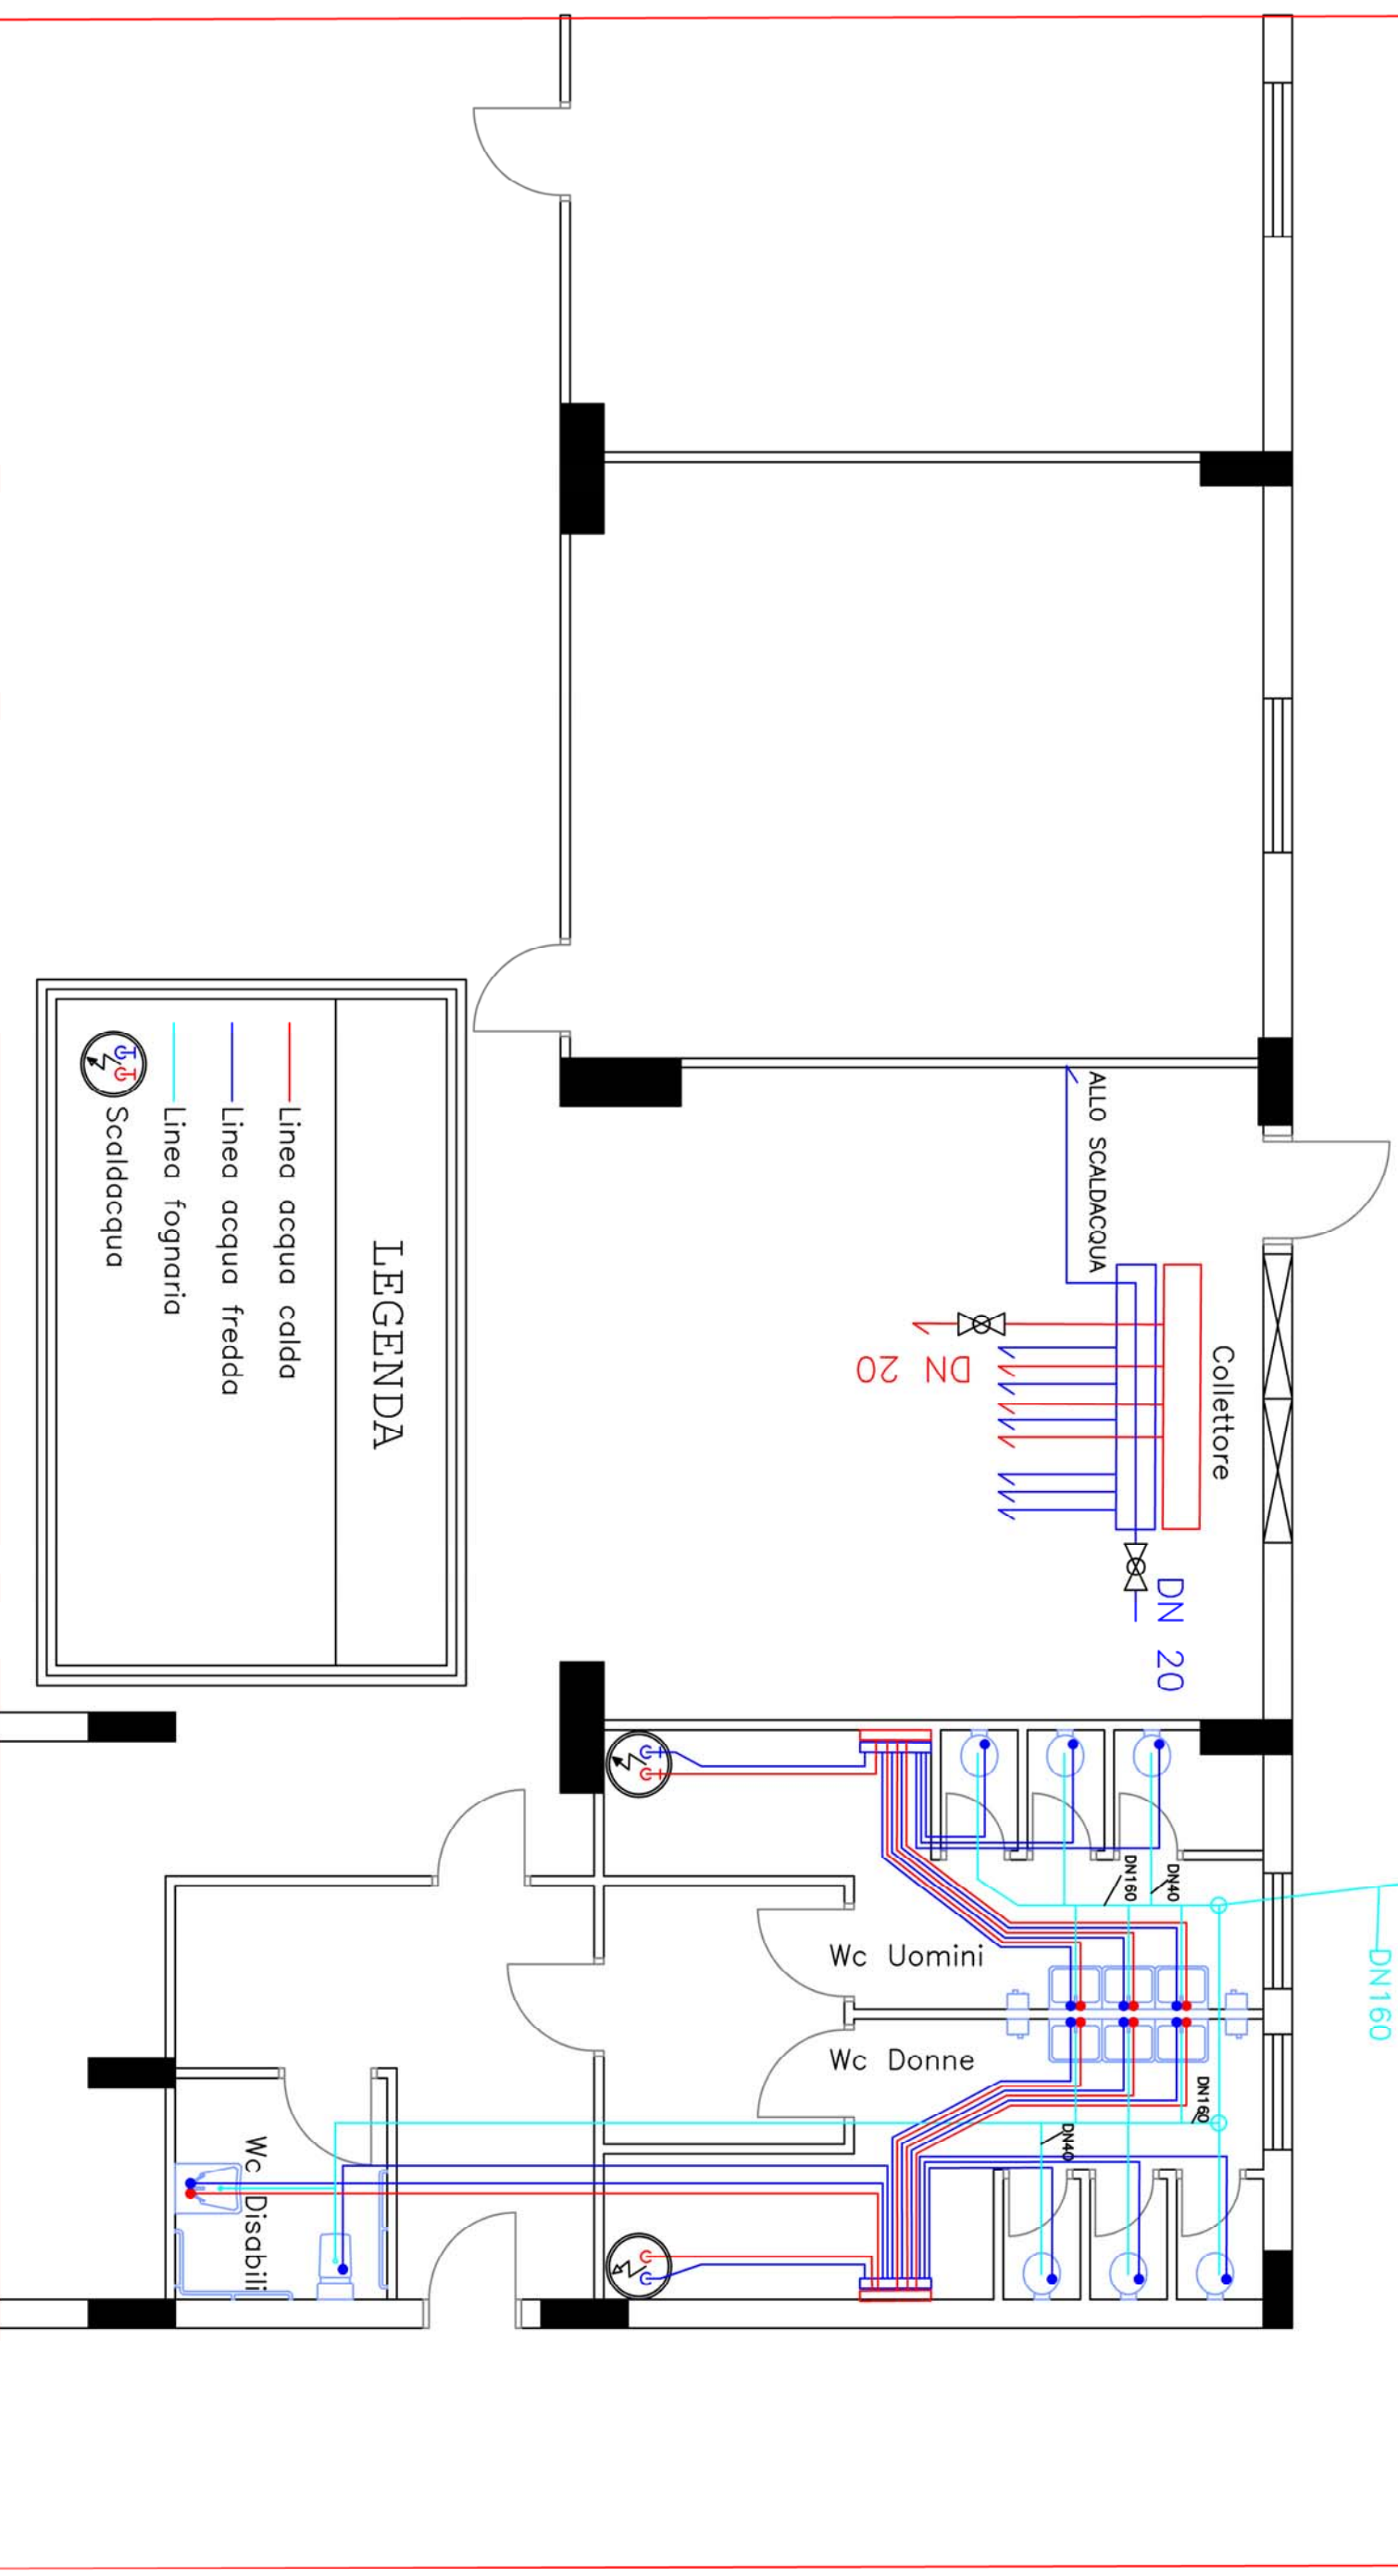 ALLO SCALDACQUA
Collettore
DN 20
DN 20
LEGENDA
Linea acqua calda
Linea acqua fredda
Linea fognaria
Scaldacqua
DN40
DN160
DN160
Wc Uomini
Wc Donne
DN160
DN40
Wc Disabili